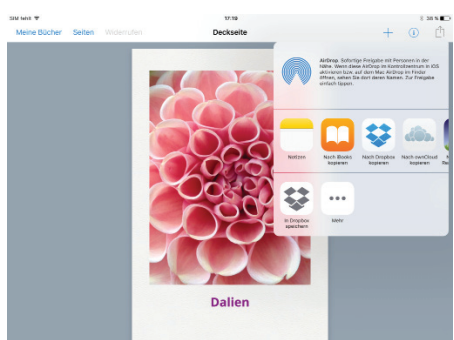 SIM fehlt 17:19 38 %
Meine Bücher Seiten Widerrufen Deckseite
AirDrop. Sofortige Freigabe mit Personen in der
Nähe. Wenn diese AirDrop im Kontrollzentrum in iOS
aktivieren bzw. auf dem Mac AirDrop im Finder
öffnen, sehen Sie dort deren Namen. Zur Freigabe
einfach tippen.
Notizen
Nach iBooks
kopieren
Nach Dropbox
kopieren
Nach ownCloud
kopieren
In Dropbox
speichern
Mehr
Dalien